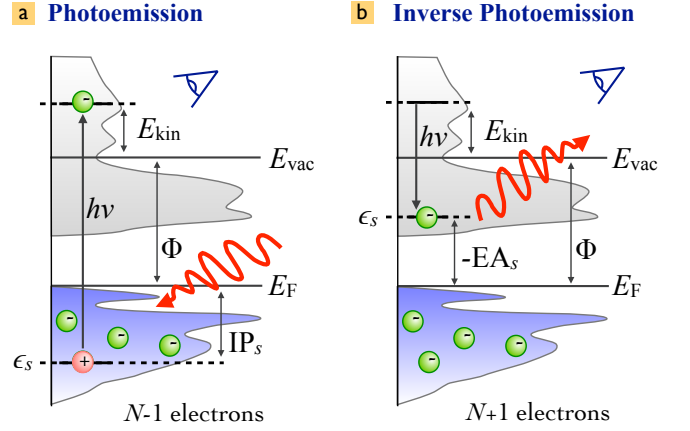 a Photoemission
E_kin
E_vac
hν
Φ
E_F
IP_s
ϵ_s
+
N-1 electrons
b Inverse Photoemission
hν
E_kin
E_vac
ϵ_s
-EA_s
Φ
E_F
N+1 electrons